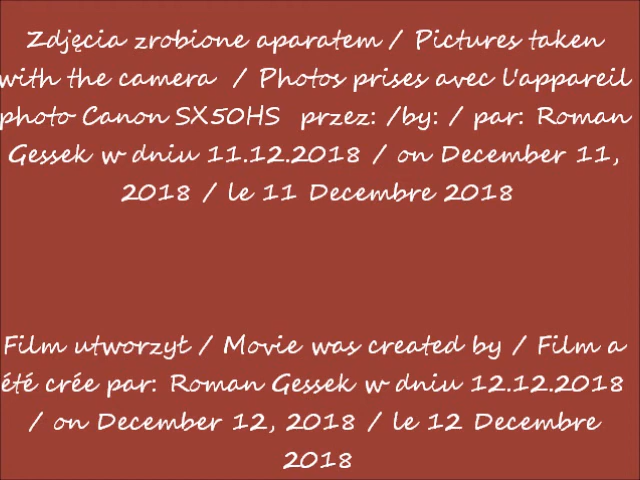 Zdjęcia zrobione aparatem / Pictures taken
with the camera / Photos prises avec l'appareil
photo Canon SX50HS przez: /by: / par: Roman
Gessek w dniu 11.12.2018 / on December 11,
2018 / le 11 Decembre 2018
Film utworzył / Movie was created by / Film a
été crée par: Roman Gessek w dniu 12.12.2018
/ on December 12, 2018 / le 12 Decembre
2018